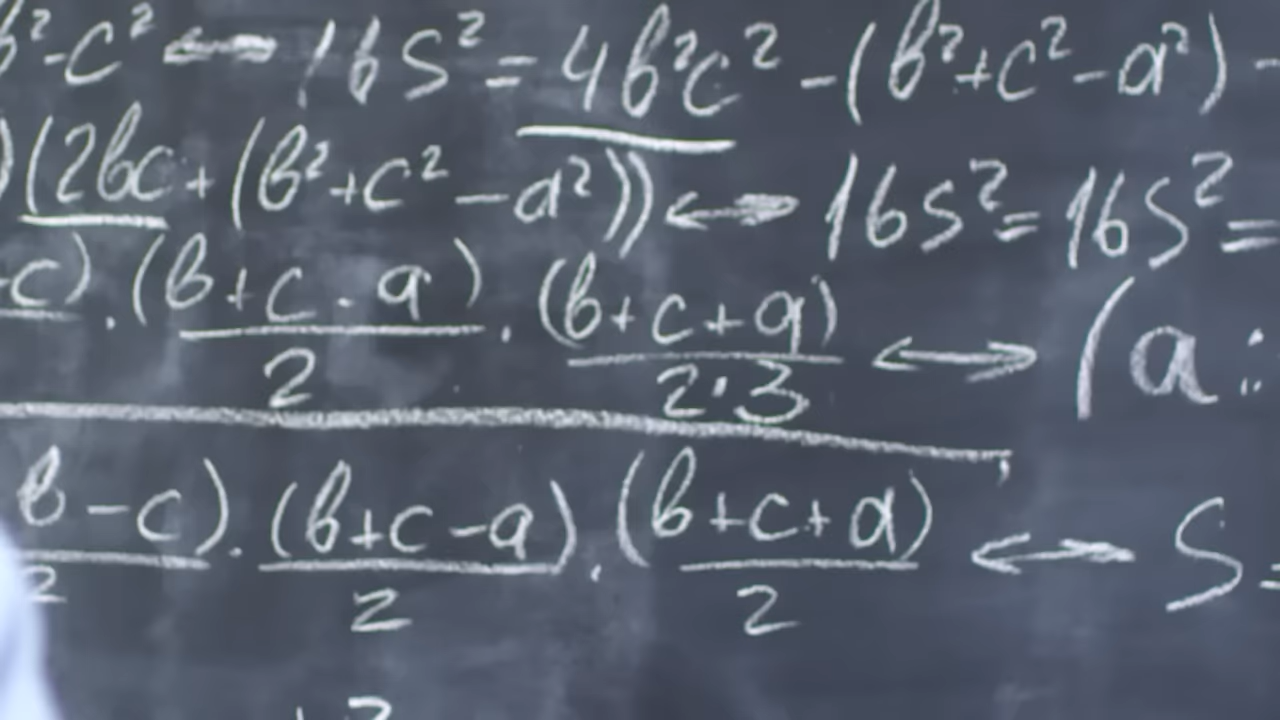 b²-c² ↔ 16S² = 4b²c² -(b²+c²-a²) -
)(2bc+(b²+c²-a²)) ↔ 16S² = 16S² =
-c) . (b+c-a)/2 . (b+c+a)/2·3 ↔ (a :
b-c)/2 . (b+c-a)/2 . (b+c+a)/2 ↔ S =